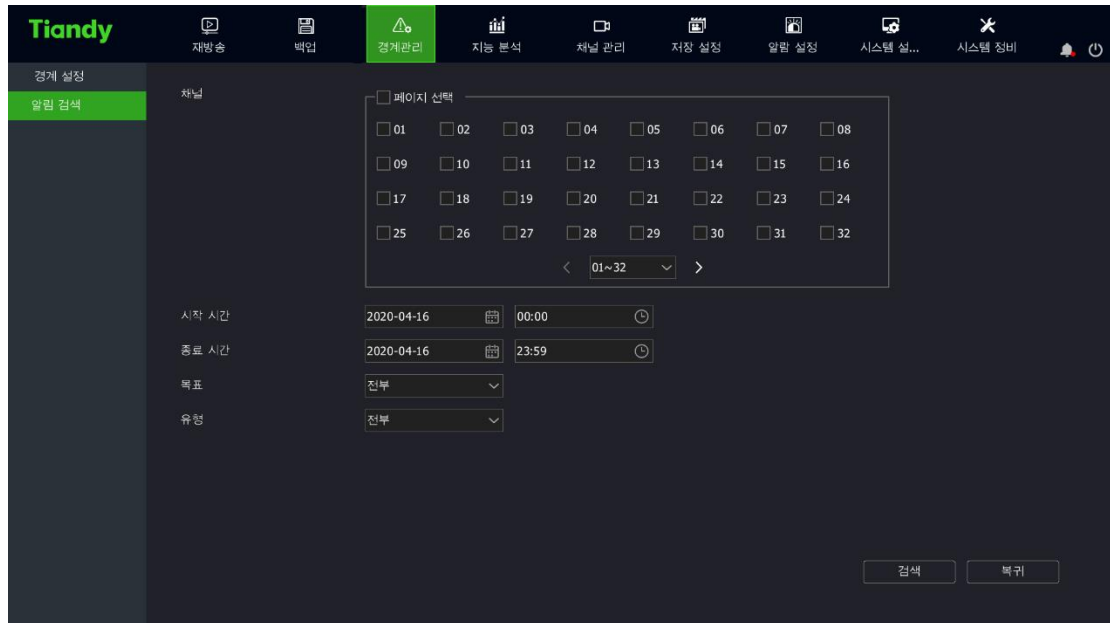 Tiandy
재방송 백업 경계관리 지능 분석 채널 관리 저장 설정 알람 설정 시스템 설... 시스템 정비
경계 설정
알림 검색
채널
페이지 선택
01 02 03 04 05 06 07 08
09 10 11 12 13 14 15 16
17 18 19 20 21 22 23 24
25 26 27 28 29 30 31 32
01~32
시작 시간 2020-04-16 00:00
종료 시간 2020-04-16 23:59
목표 전부
유형 전부
검색 복귀